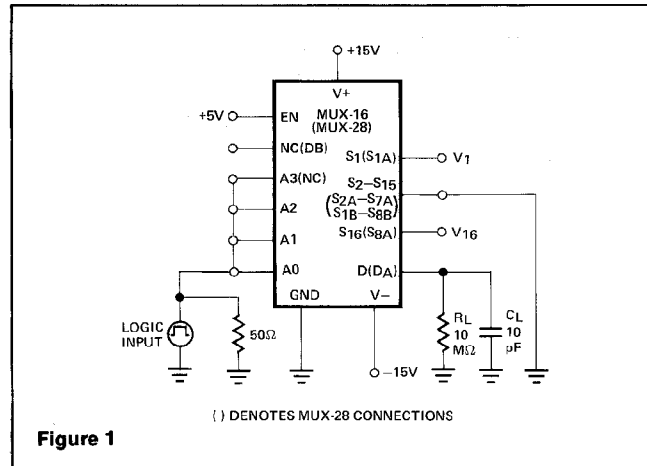 +15V
V+
+5V
EN
MUX-16
(MUX-28)
NC(DB)
S1(S1A)
V1
A3(NC)
S2–S15
(S2A–S7A)
(S1B–S8B)
A2
A1
S16(S8A)
V16
A0
D(DA)
GND
V–
LOGIC
INPUT
50Ω
RL
10
MΩ
CL
10
pF
–15V
( ) DENOTES MUX-28 CONNECTIONS
Figure 1